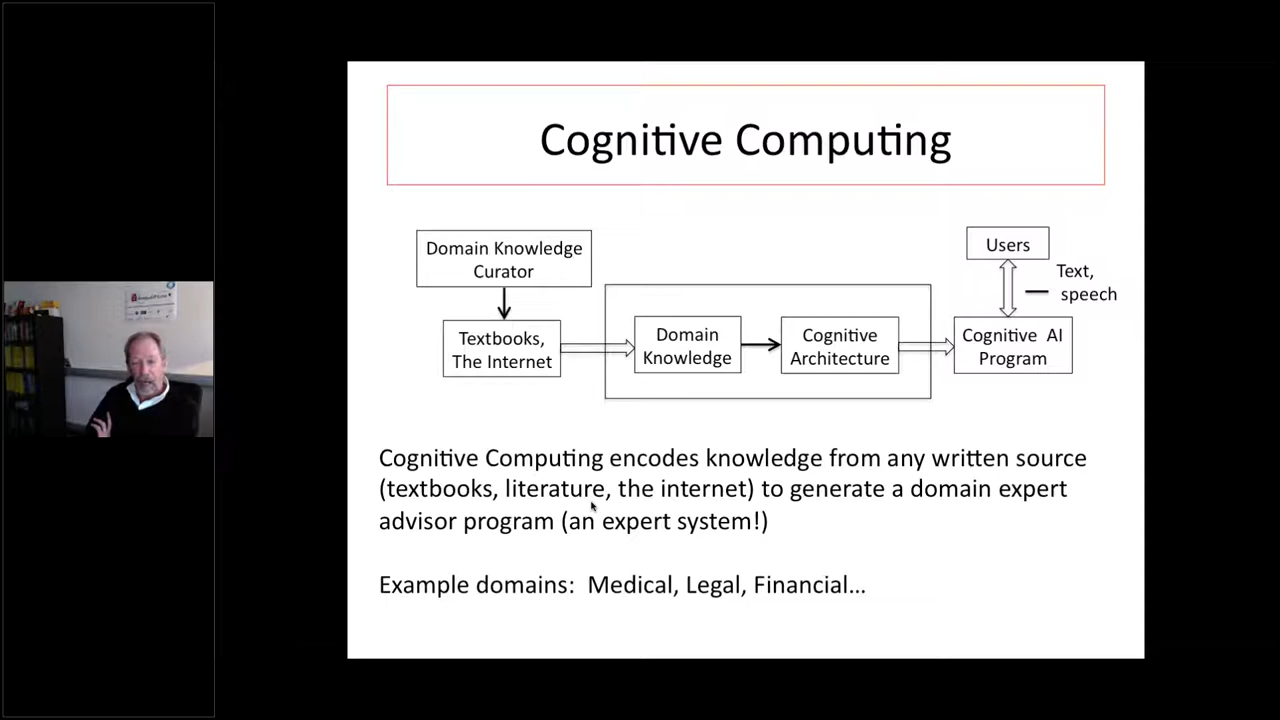 Cognitive Computing
Domain Knowledge
Curator
Textbooks,
The Internet
Domain
Knowledge
Cognitive
Architecture
Users
Text,
speech
Cognitive AI
Program
Cognitive Computing encodes knowledge from any written source
(textbooks, literature, the internet) to generate a domain expert
advisor program (an expert system!)
Example domains: Medical, Legal, Financial...